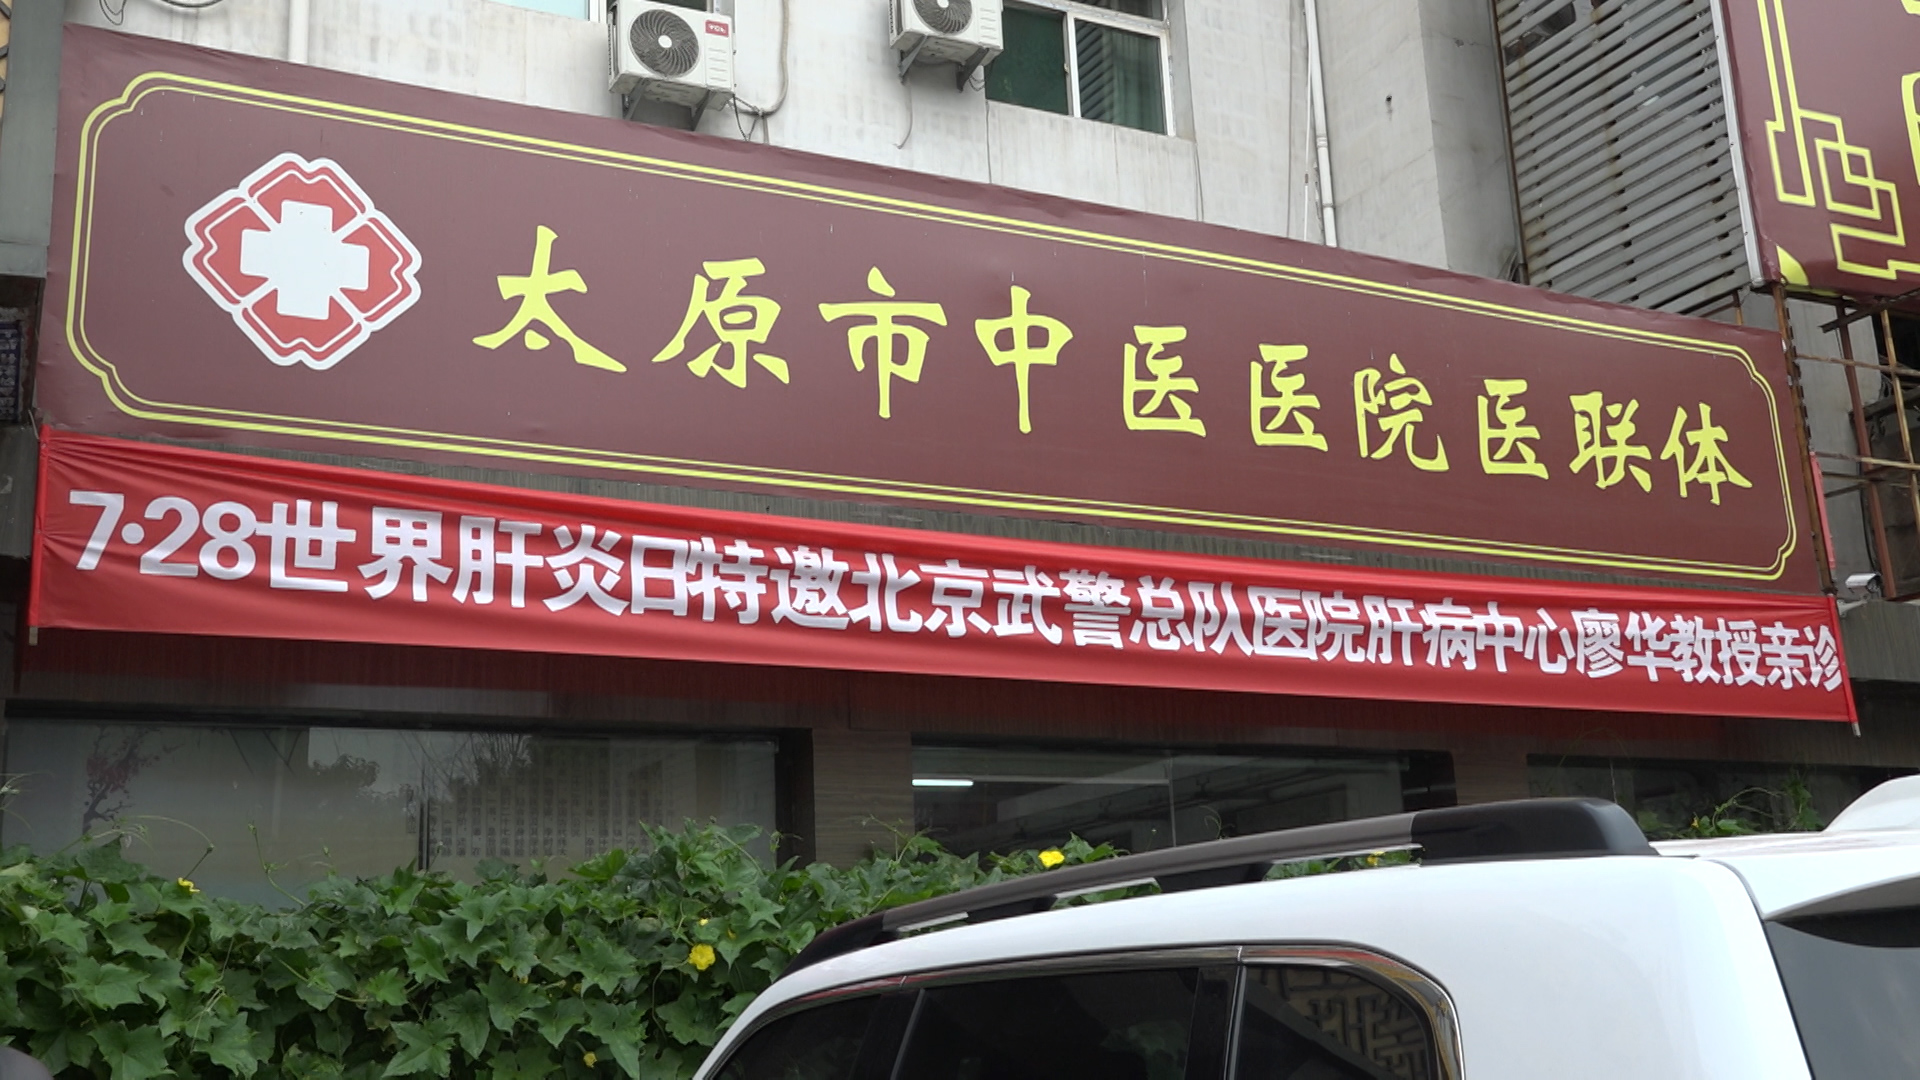 太原市中医医院医联体
7·28世界肝炎日特邀北京武警总队医院肝病中心廖华教授亲诊
TCL